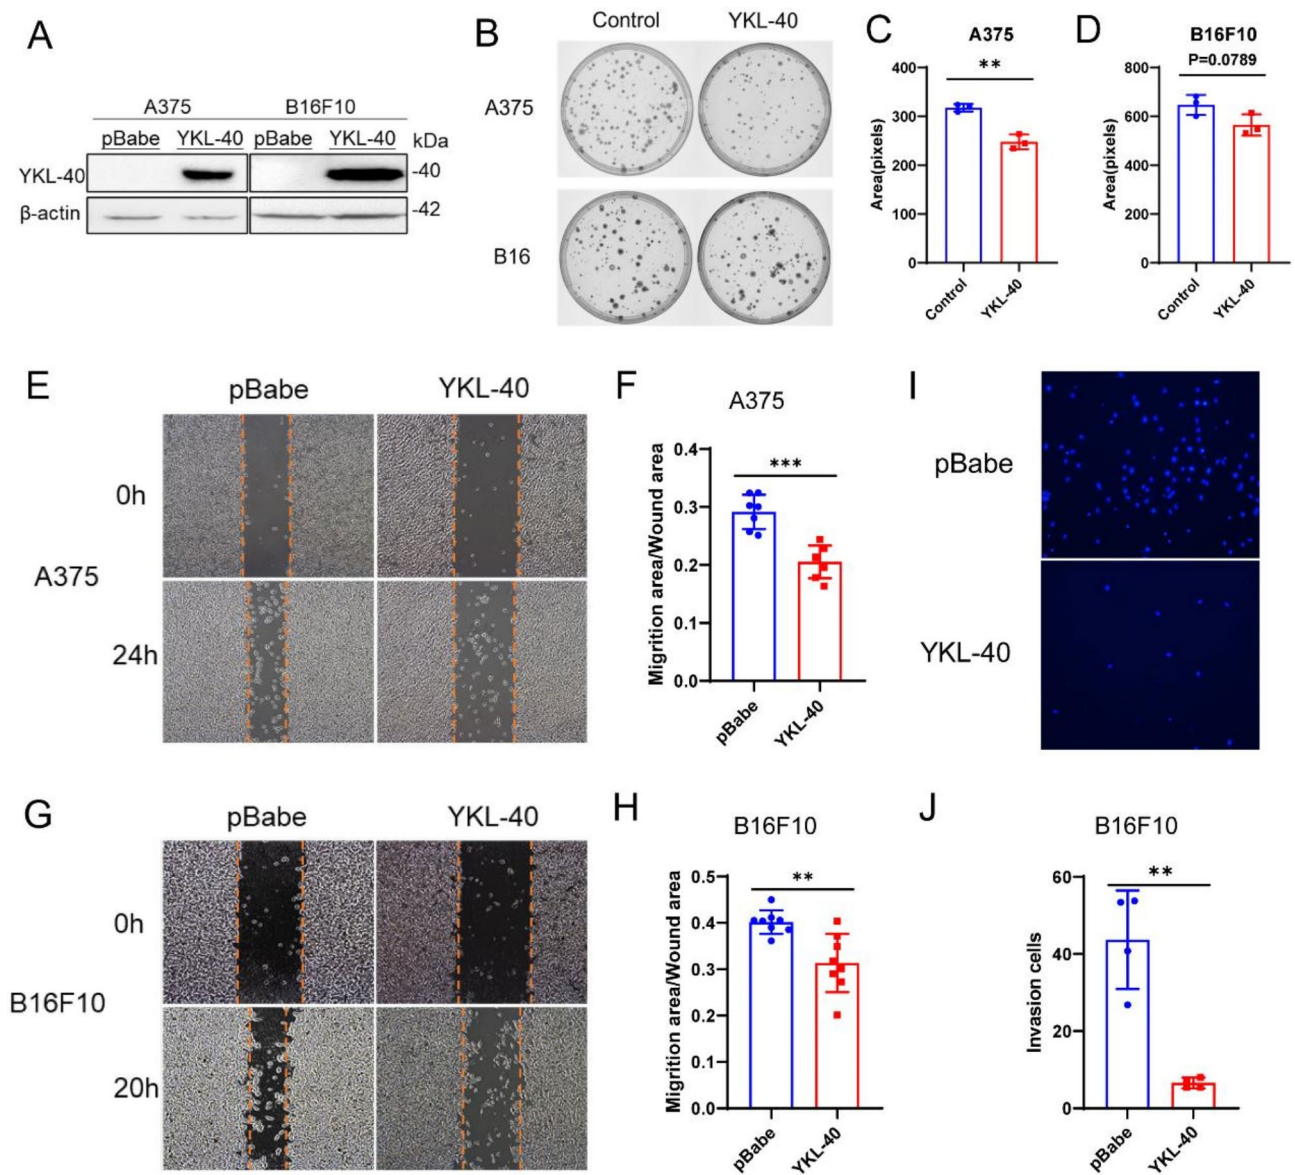 A
A375 B16F10
pBabe YKL-40 pBabe YKL-40 kDa
YKL-40 -40
β-actin -42
B
Control YKL-40
A375
B16
C
A375
**
Area(pixels)
400
300
200
100
0
Control YKL-40
D
B16F10
P=0.0789
Area(pixels)
800
600
400
200
0
Control YKL-40
E
pBabe YKL-40
0h
A375
24h
F
A375
***
Migrition area/Wound area
0.4
0.3
0.2
0.1
0.0
pBabe YKL-40
I
pBabe
YKL-40
G
pBabe YKL-40
0h
B16F10
20h
H
B16F10
**
Migrition area/Wound area
0.5
0.4
0.3
0.2
0.1
0.0
pBabe YKL-40
J
B16F10
**
Invasion cells
60
40
20
0
pBabe YKL-40